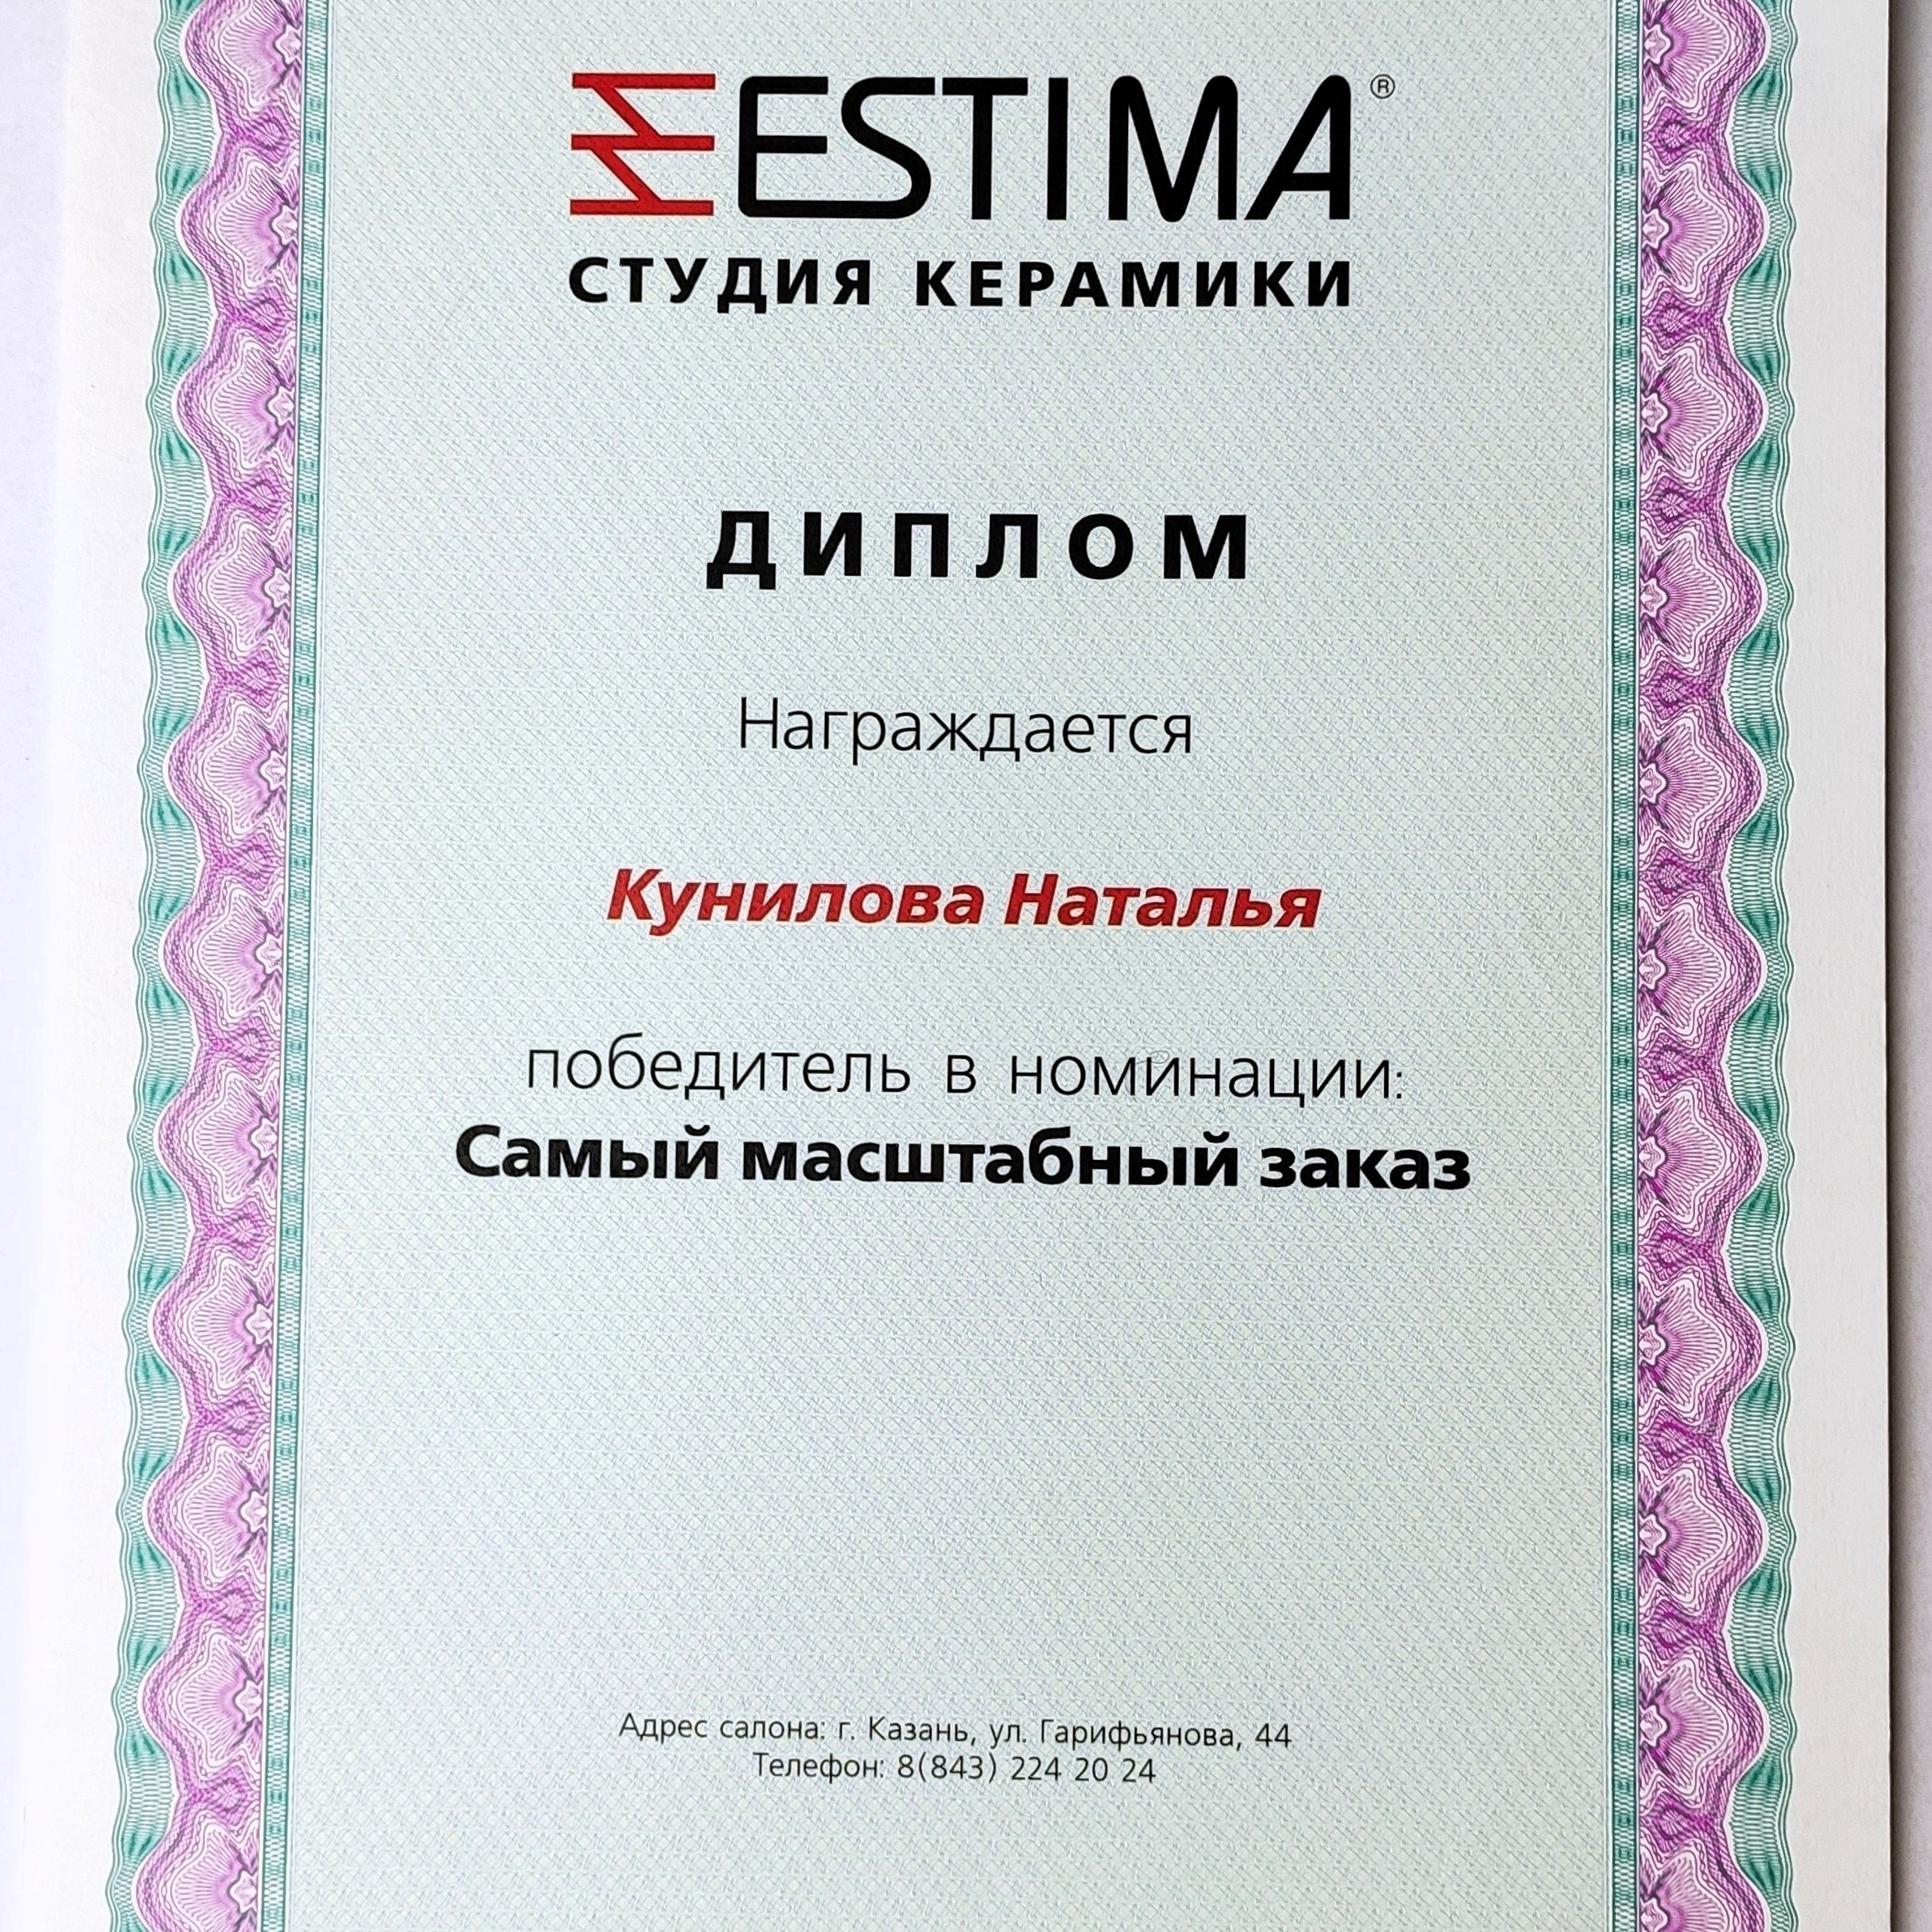 ESTIMA®
СТУДИЯ КЕРАМИКИ
ДИПЛОМ
Награждается
Кунилова Наталья
победитель в номинации:
Самый масштабный заказ
Адрес салона: г. Казань, ул. Гарифьянова, 44
Телефон: 8(843) 224 20 24